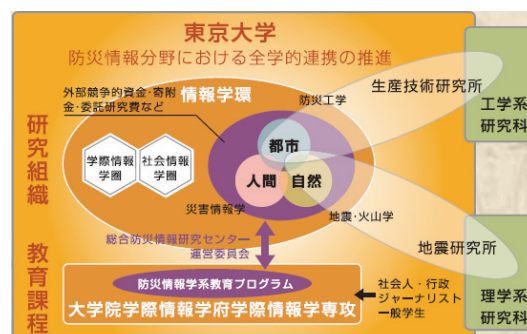 東京大学
防災情報分野における全学的連携の推進
外部競争的資金・寄附
金・委託研究費など
情報学環
防災工学
生産技術研究所
工学系
研究科
研究組織
学際情報
学圏
社会情報
学圏
都市
人間
自然
災害情報学
地震・火山学
総合防災情報研究センター
運営委員会
地震研究所
理学系
研究科
教育課程
防災情報学系教育プログラム
大学院学際情報学府学際情報学専攻
社会人・行政
ジャーナリスト
一般学生